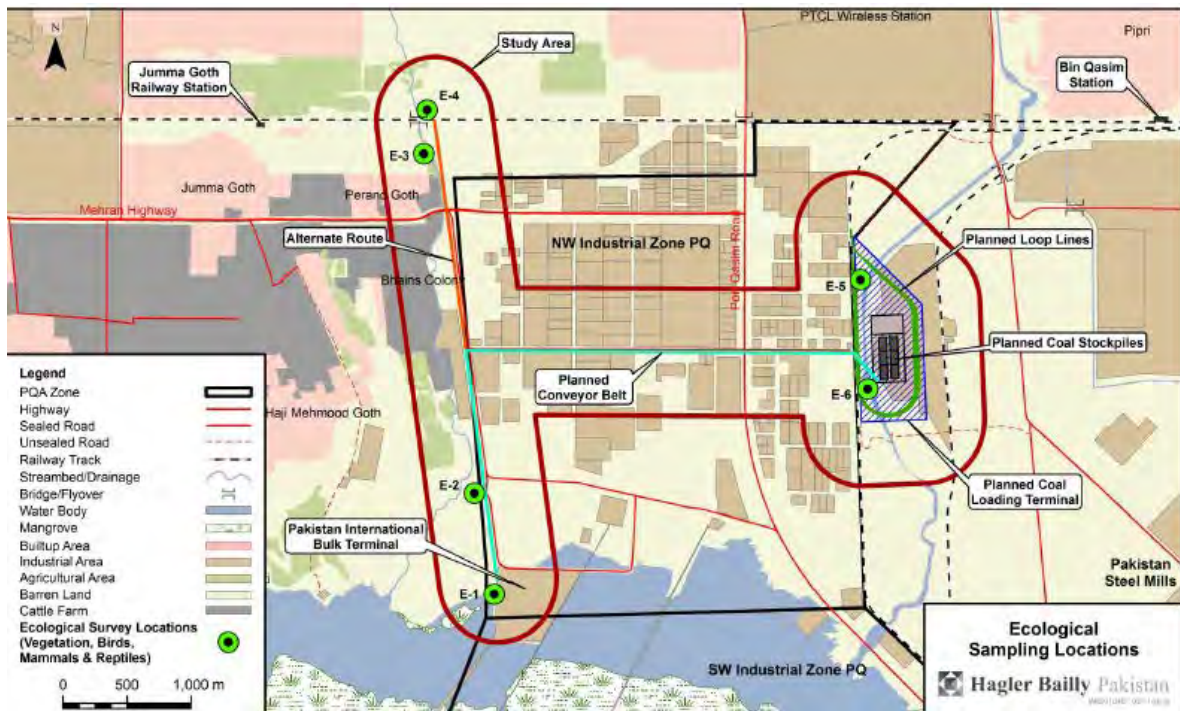 PTCL Wireless Station
Pipri
N
Study Area
Jumma Goth
Railway Station
Bin Qasim
Station
E-4
E-3
Jumma Goth
Perano Goth
Mehran Highway
Alternate Route
NW Industrial Zone PQ
Port Qasim Road
Planned Loop Lines
Bhains Colony
E-5
Planned Coal Stockpiles
Planned
Conveyor Belt
E-6
Haji Mehmood Goth
E-2
Planned Coal
Loading Terminal
Pakistan International
Bulk Terminal
Pakistan
Steel Mills
E-1
SW Industrial Zone PQ
Legend
PQA Zone
Highway
Sealed Road
Unsealed Road
Railway Track
Streambed/Drainage
Bridge/Flyover
Water Body
Mangrove
Builtup Area
Industrial Area
Agricultural Area
Barren Land
Cattle Farm
Ecological Survey Locations
(Vegetation, Birds,
Mammals & Reptiles)
0 500 1,000 m
Ecological
Sampling Locations
Hagler Bailly Pakistan